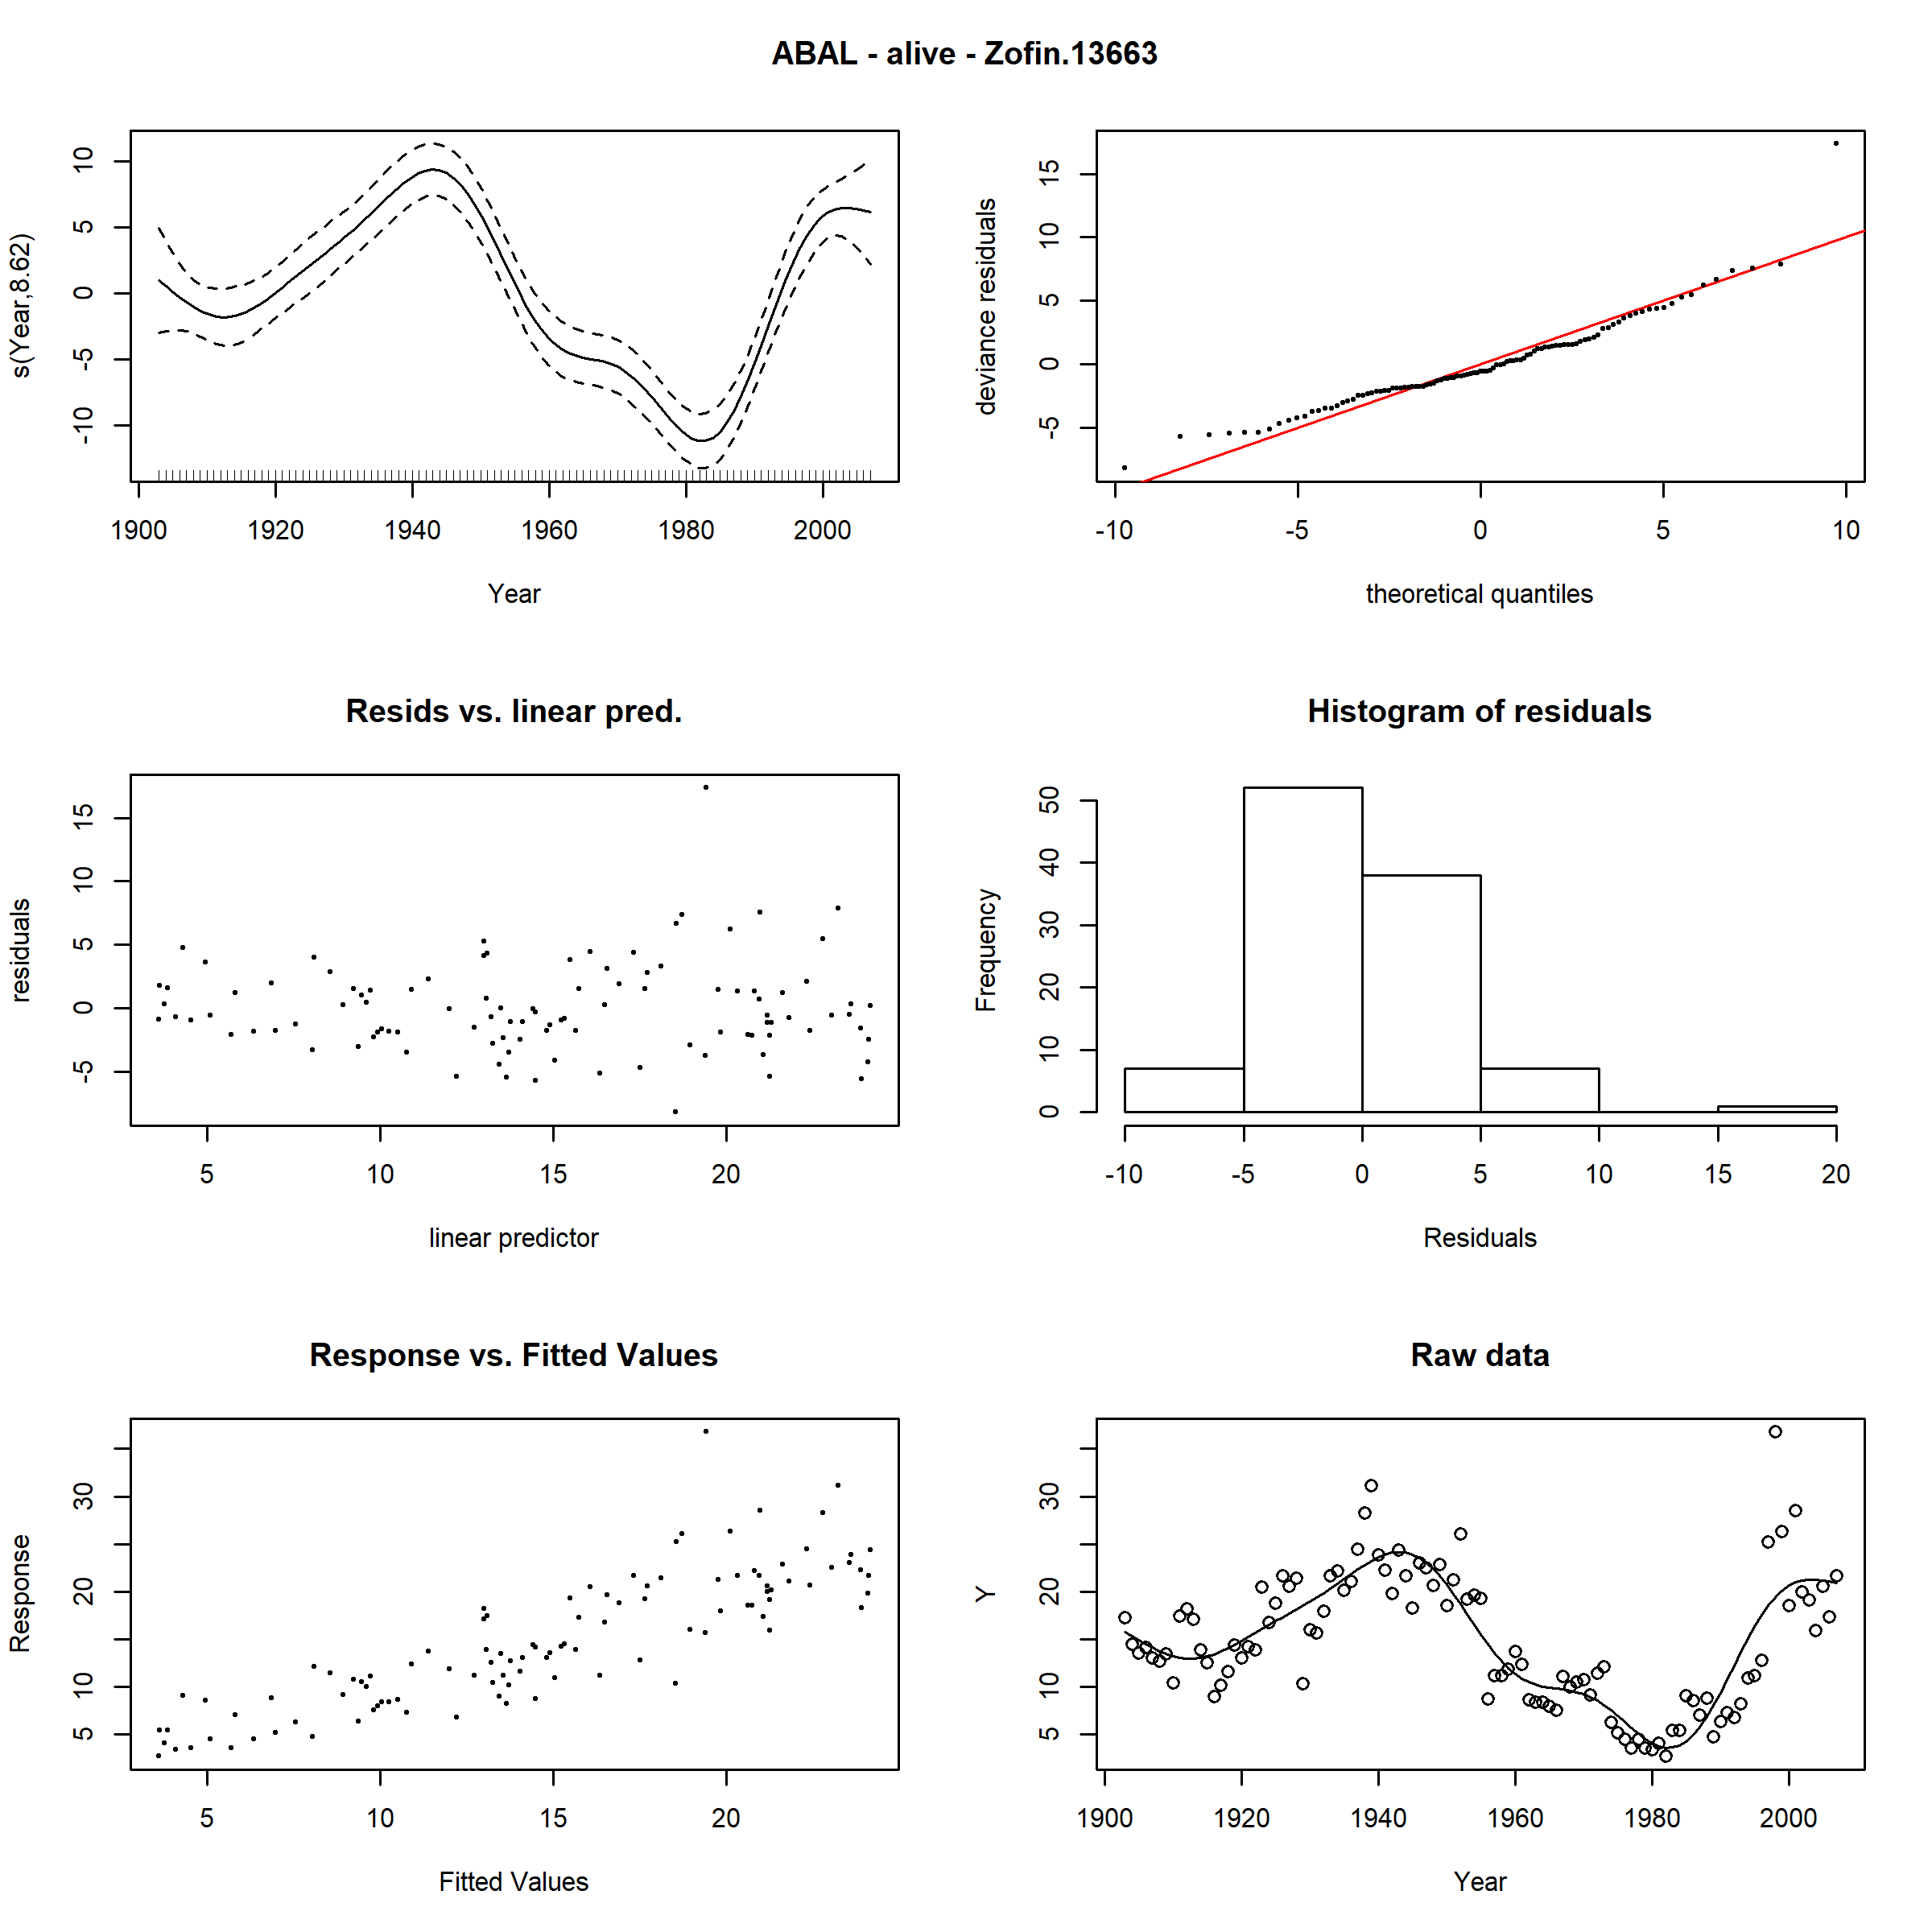 ABAL - alive - Zofin.13663
s(Year,8.62)
10
5
0
-5
-10
1900 1920 1940 1960 1980 2000
Year
deviance residuals
15
10
5
0
-5
-10 -5 0 5 10
theoretical quantiles
Resids vs. linear pred.
residuals
15
10
5
0
-5
5 10 15 20
linear predictor
Histogram of residuals
Frequency
50
40
30
20
10
0
-10 -5 0 5 10 15 20
Residuals
Response vs. Fitted Values
Response
30
20
10
5
5 10 15 20
Fitted Values
Raw data
Y
30
20
10
5
1900 1920 1940 1960 1980 2000
Year